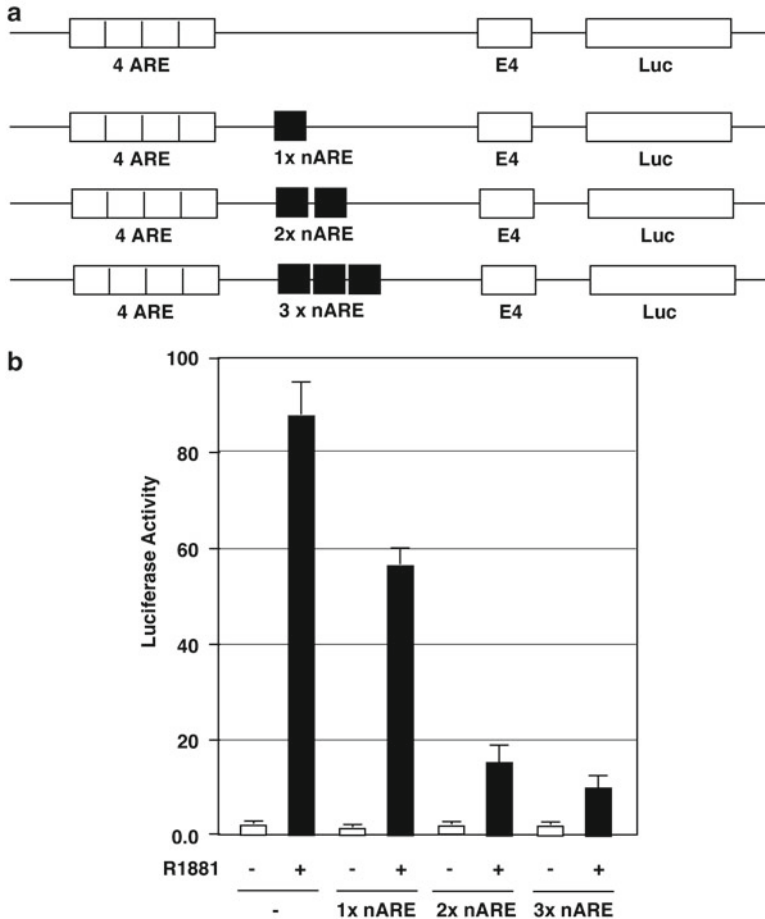 a
4 ARE E4 Luc
4 ARE 1x nARE E4 Luc
4 ARE 2x nARE E4 Luc
4 ARE 3 x nARE E4 Luc
b
Luciferase Activity
100
80
60
40
20
0.0
R1881 - + - + - + - +
- 1x nARE 2x nARE 3x nARE